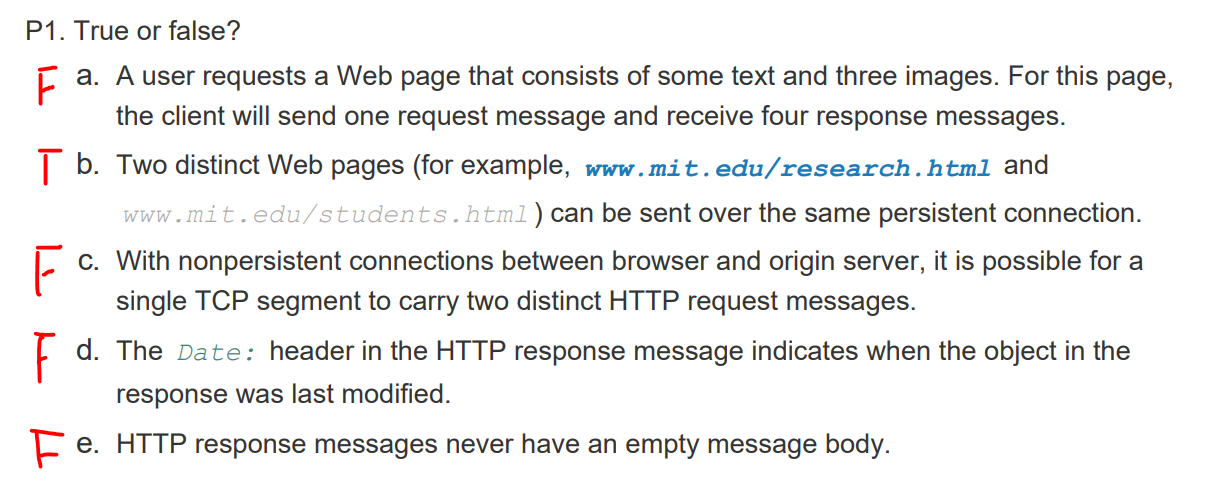 P1. True or false?
F a. A user requests a Web page that consists of some text and three images. For this page,
the client will send one request message and receive four response messages.
T b. Two distinct Web pages (for example, www.mit.edu/research.html and
www.mit.edu/students.html) can be sent over the same persistent connection.
F c. With nonpersistent connections between browser and origin server, it is possible for a
single TCP segment to carry two distinct HTTP request messages.
F d. The Date: header in the HTTP response message indicates when the object in the
response was last modified.
F e. HTTP response messages never have an empty message body.